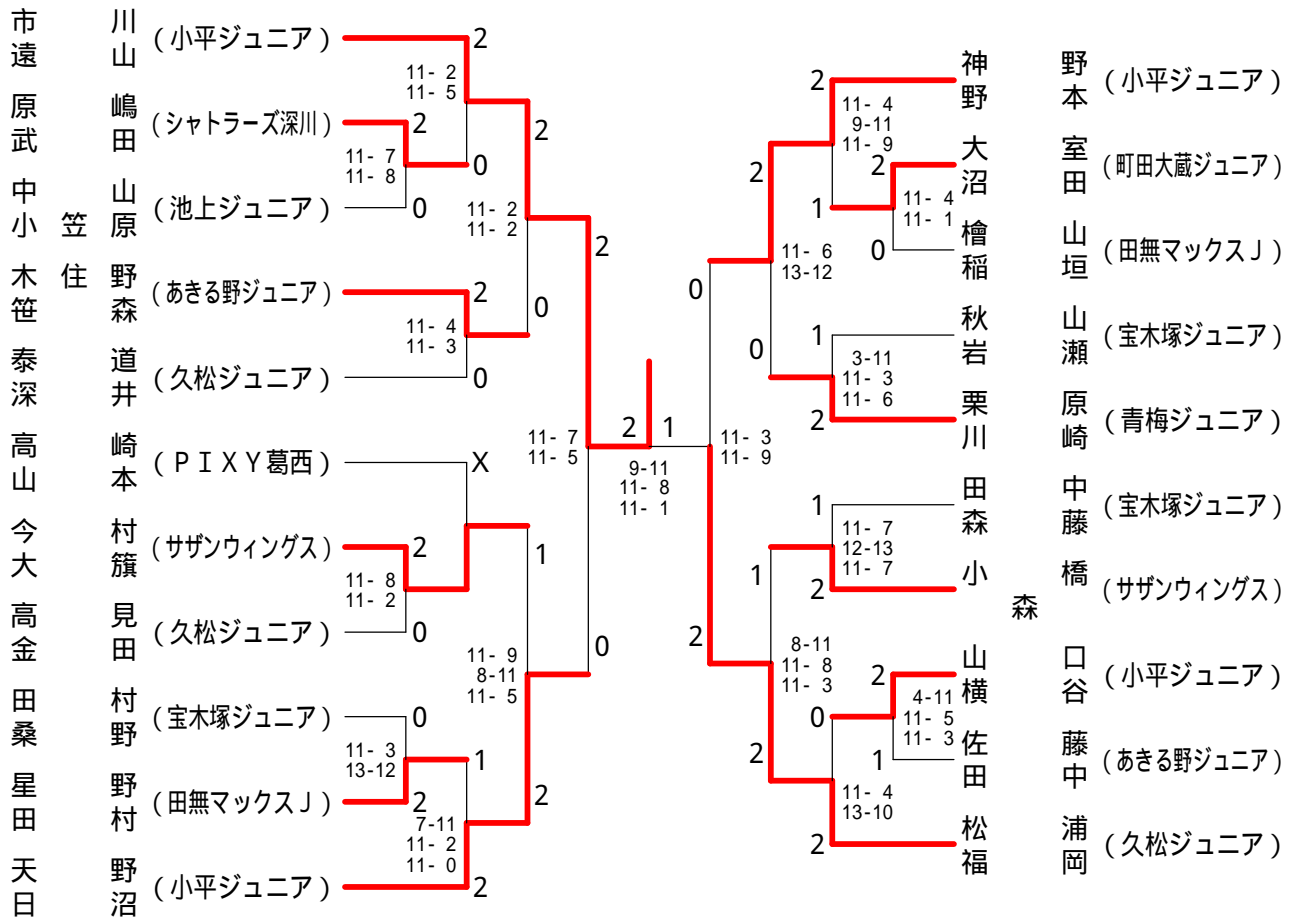 市 川
遠 山
(小平ジュニア)
原 嶋
武 田
(シャトラーズ深川)
中 山
小 笠 原
(池上ジュニア)
木 住 野
笹 森
(あきる野ジュニア)
泰 道
深 井
(久松ジュニア)
高 崎
山 本
(ＰＩＸＹ葛西)
今 村
大 籏
(サザンウィングス)
高 見
金 田
(久松ジュニア)
田 村
桑 野
(宝木塚ジュニア)
星 野
田 村
(田無マックスＪ)
天 野
日 沼
(小平ジュニア)
2
11- 2
11- 5
2
11- 7
11- 8
0
0
2
11- 2
11- 2
2
11- 4
11- 3
0
0
2
X
2
11- 8
11- 2
0
1
11- 7
11- 5
11- 9
8-11
11- 5
0
0
11- 3
13-12
2
1
7-11
11- 2
11- 0
2
2
2 1
9-11
11- 8
11- 1
神 野
野 本
(小平ジュニア)
大 室
沼 田
(町田大蔵ジュニア)
檜 山
稲 垣
(田無マックスＪ)
秋 山
岩 瀬
(宝木塚ジュニア)
栗 原
川 崎
(青梅ジュニア)
田 中
森 藤
(宝木塚ジュニア)
小 橋
森
(サザンウィングス)
山 口
横 谷
(小平ジュニア)
佐 藤
田 中
(あきる野ジュニア)
松 浦
福 岡
(久松ジュニア)
2
11- 4
9-11
11- 9
2
11- 4
11- 1
0
1
2
11- 6
13-12
0
0
1
3-11
11- 3
11- 6
2
11- 3
11- 9
1
11- 7
12-13
11- 7
2
1
2
8-11
11- 8
11- 3
2
4-11
11- 5
11- 3
1
0
2
11- 4
13-10
2